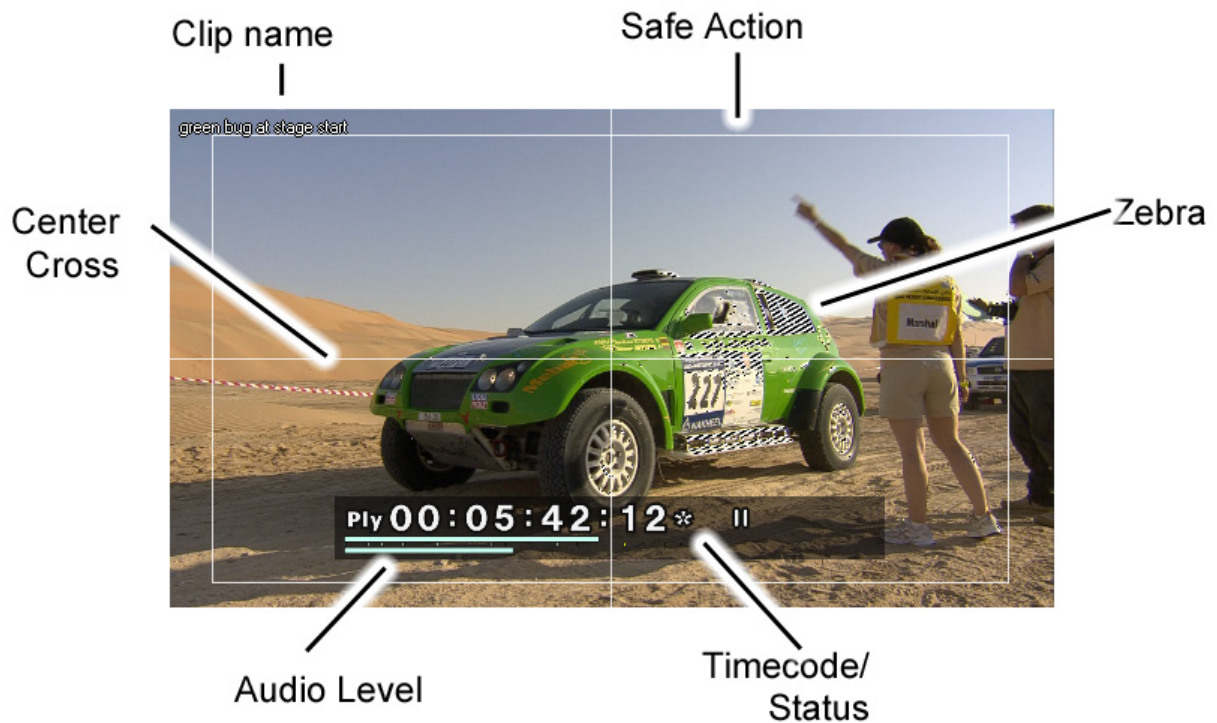 Clip name
Safe Action
green bug at stage start
Center
Cross
Zebra
Marshal
227
NAKHEEL
Ply 00:05:42:12*
Audio Level
Timecode/
Status